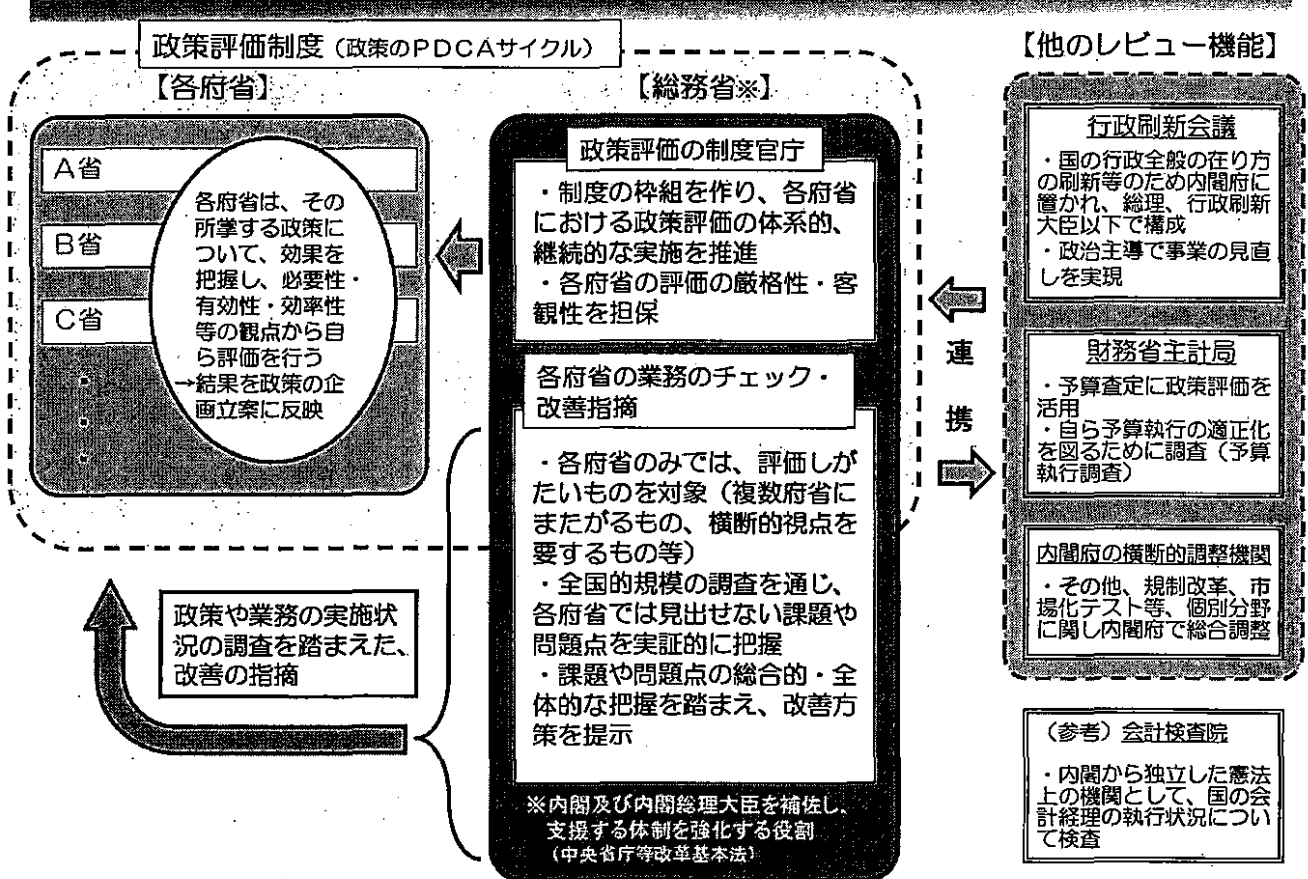 政策評価制度（政策のPDCAサイクル）
【各府省】
A省
B省
C省
各府省は、その
所掌する政策に
ついて、効果を
把握し、必要性・
有効性・効率性
等の観点から自
ら評価を行う
→結果を政策の企
画立案に反映
【総務省※】
政策評価の制度官庁
・制度の枠組を作り、各府省
における政策評価の体系的、
継続的な実施を推進
・各府省の評価の厳格性・客
観性を担保
各府省の業務のチェック・
改善指摘
・各府省のみでは、評価しが
たいものを対象（複数府省に
またがるもの、横断的視点を
要するもの等）
・全国的規模の調査を通じ、
各府省では見出せない課題や
問題点を実証的に把握
・課題や問題点の総合的・全
体的な把握を踏まえ、改善方
策を提示
※内閣及び内閣総理大臣を補佐し、
支援する体制を強化する役割
（中央省庁等改革基本法）
政策や業務の実施状
況の調査を踏まえた、
改善の指摘
連
携
【他のレビュー機能】
行政刷新会議
・国の行政全般の在り方
の刷新等のため内閣府に
置かれ、総理、行政刷新
大臣以下で構成
・政治主導で事業の見直
しを実現
財務省主計局
・予算査定に政策評価を
活用
・自ら予算執行の適正化
を図るために調査（予算
執行調査）
内閣府の横断的調整機関
・その他、規制改革、市
場化テスト等、個別分野
に関し内閣府で総合調整
（参考）会計検査院
・内閣から独立した憲法
上の機関として、国の会
計経理の執行状況につい
て検査